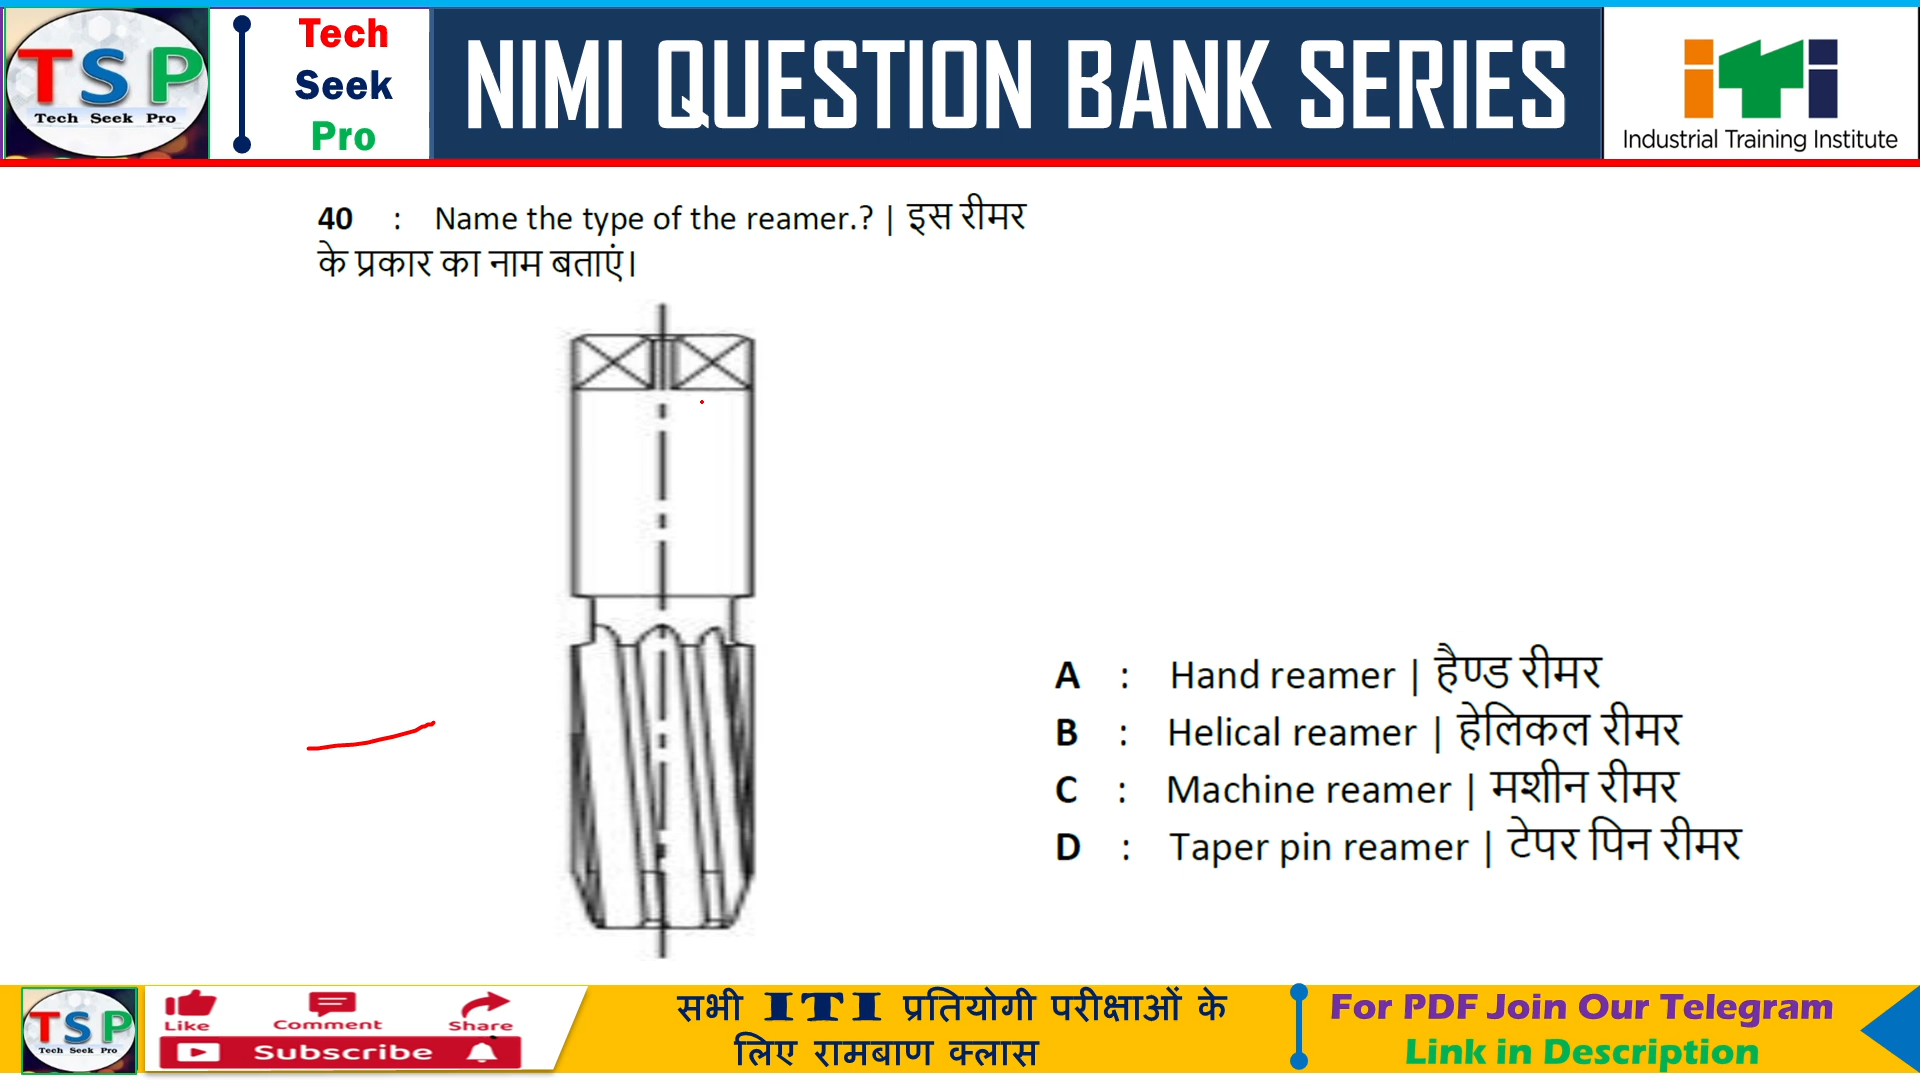 TSP
Tech Seek Pro
Tech
Seek
Pro
NIMI QUESTION BANK SERIES
iTi
Industrial Training Institute
40 : Name the type of the reamer.? | इस रीमर
के प्रकार का नाम बताएं।
A : Hand reamer | हैण्ड रीमर
B : Helical reamer | हेलिकल रीमर
C : Machine reamer | मशीन रीमर
D : Taper pin reamer | टेपर पिन रीमर
TSP
Tech Seek Pro
Like Comment Share
Subscribe
सभी ITI प्रतियोगी परीक्षाओं के
लिए रामबाण क्लास
For PDF Join Our Telegram
Link in Description